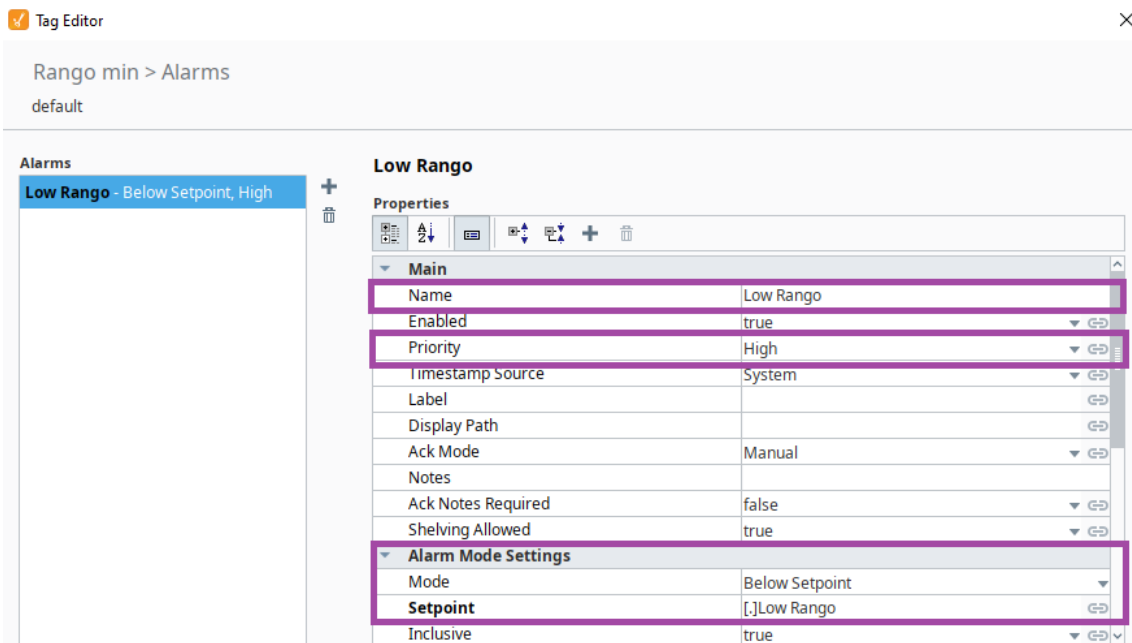 Tag Editor
Rango min > Alarms
default
Alarms
Low Rango - Below Setpoint, High
Low Rango
Properties
Main
Name Low Rango
Enabled true
Priority High
Timestamp Source System
Label
Display Path
Ack Mode Manual
Notes
Ack Notes Required false
Shelving Allowed true
Alarm Mode Settings
Mode Below Setpoint
Setpoint [.]Low Rango
Inclusive true